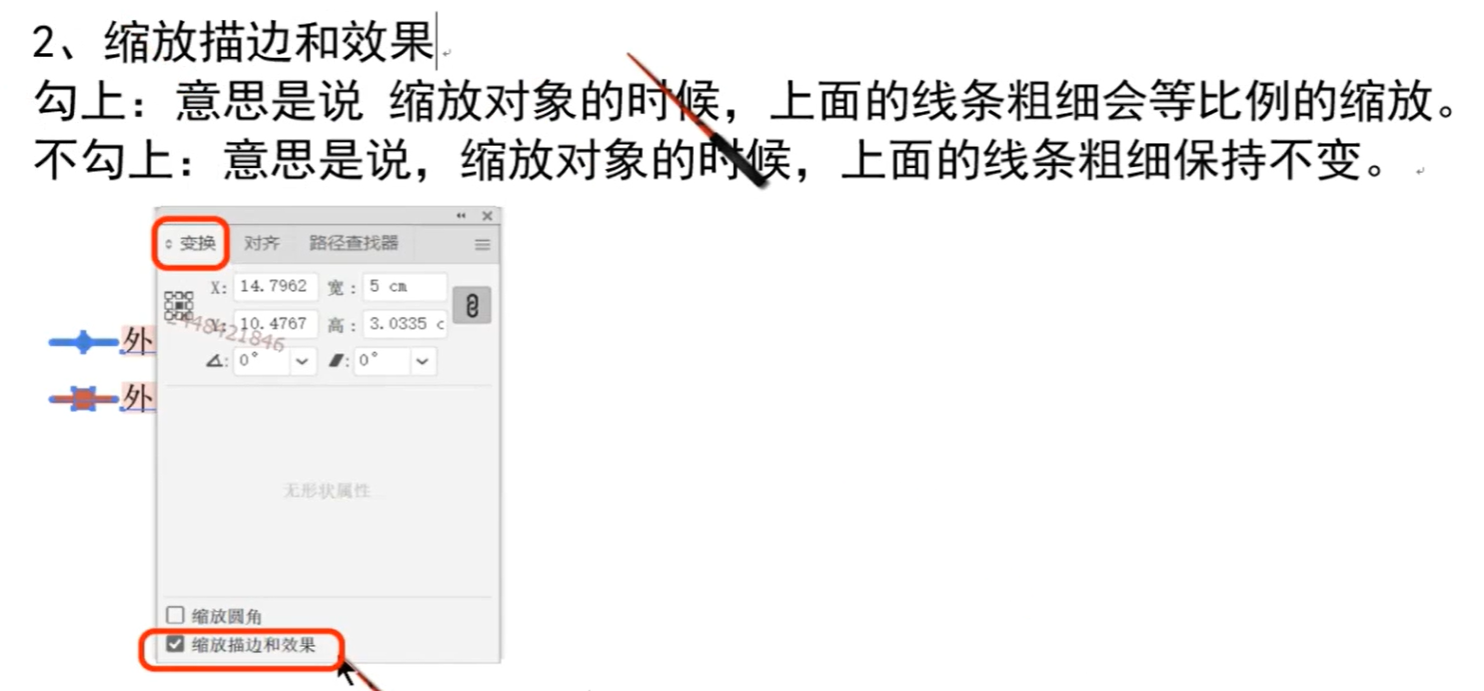 2、缩放描边和效果
勾上：意思是说 缩放对象的时候，上面的线条粗细会等比例的缩放。
不勾上：意思是说，缩放对象的时候，上面的线条粗细保持不变。
变换 对齐 路径查找器
X: 14.7962 宽: 5 cm
Y: 10.4767 高: 3.0335 c
2448421846
外
0° 0°
外
无形状属性
缩放圆角
缩放描边和效果